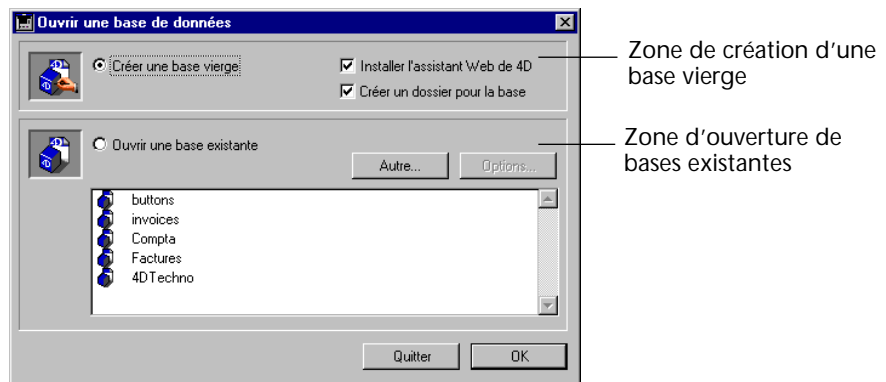 Ouvrir une base de données
Créer une base vierge
Installer l'assistant Web de 4D
Créer un dossier pour la base
Zone de création d'une
base vierge
Ouvrir une base existante
Autre...
Options...
Zone d'ouverture de
bases existantes
buttons
invoices
Compta
Factures
4DTechno
Quitter
OK